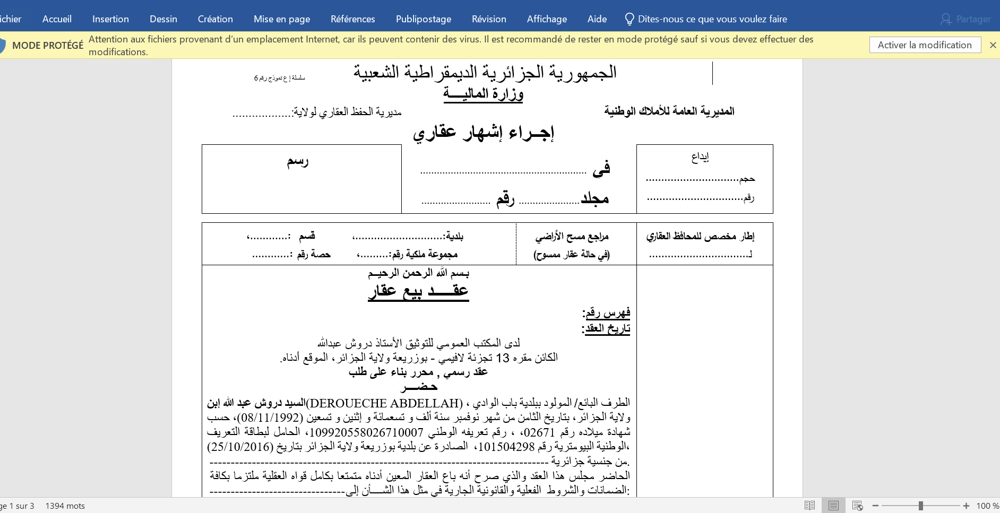 ichier Accueil Insertion Dessin Création Mise en page Références Publipostage Révision Affichage Aide Dites-nous ce que vous voulez faire Partager
MODE PROTÉGÉ Attention aux fichiers provenant d’un emplacement Internet, car ils peuvent contenir des virus. Il est recommandé de rester en mode protégé sauf si vous devez effectuer des
modifications.
Activer la modification
الجمهورية الجزائرية الديمقراطية الشعبية
سلسلة إ ع نموذج رقم 6
وزارة الماليـــة
المديرية العامة للأملاك الوطنية
مديرية الحفظ العقاري لولاية:..................
إجــراء إشهار عقاري
إيداع
حجم..............................
رقم...............................
في ............................................................
مجلد...................... رقم .........................
رسم
إطار مخصص للمحافظ العقاري
لـ................................
مراجع مسح الأراضي
(في حالة عقار ممسوح)
بلدية:............................، قسم :............،
مجموعة ملكية رقم:.........، حصة رقم :............
بـسم الله الرحمن الرحيــم
عقــــد بيع عقار
فهرس رقم:
تاريخ العقد:
لدى المكتب العمومي للتوثيق الأستاذ دروش عبدالله
الكائن مقره 13 تجزئة لافيمي - بوزريعة ولاية الجزائر، الموقع أدناه.
عقد رسمي , محرر بناء على طلب
حـضــــر
الطرف البائع/ المولود ببلدية باب الوادي ، (DEROUECHE ABDELLAH)السيد دروش عبد الله إبن
ولاية الجزائر، بتاريخ الثامن من شهر نوفمبر سنة ألف و تسعمائة و إثنين و تسعين (08/11/1992)، حسب
شهادة ميلاده رقم 02671، ، رقم تعريفه الوطني 109920558026710007، الحامل لبطاقة التعريف
،الوطنية البيومترية رقم 101504298، الصادرة عن بلدية بوزريعة ولاية الجزائر بتاريخ (25/10/2016)
.من جنسية جزائرية --------------------------------------------------------------------------------
الحاضر مجلس هذا العقد والذي صرح أنه باع العقار المعين أدناه متمتعا بكامل قواه العقلية ملتزما بكافة
:الضمانات والشروط الفعلية والقانونية الجارية في مثل هذا الشــــأن إلى--------------------------------
ge 1 sur 3 1394 mots 100 %